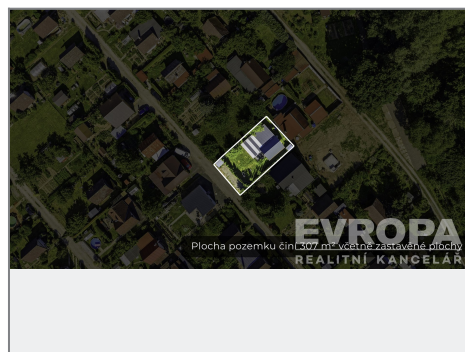 EVROPA
Plocha pozemku činí 307 m² včetně zastavěné plochy
REALITNÍ KANCELÁŘ